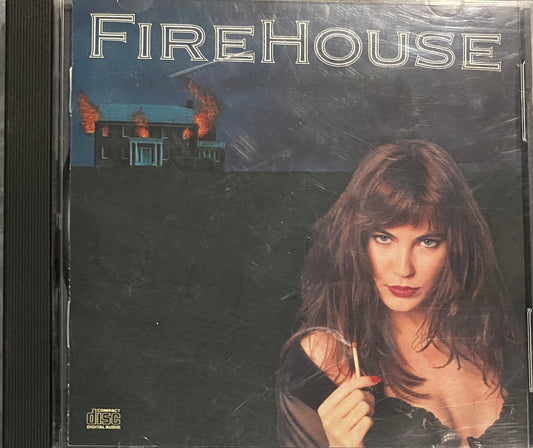 FIREHOUSE
COMPACT
disc
DIGITAL AUDIO